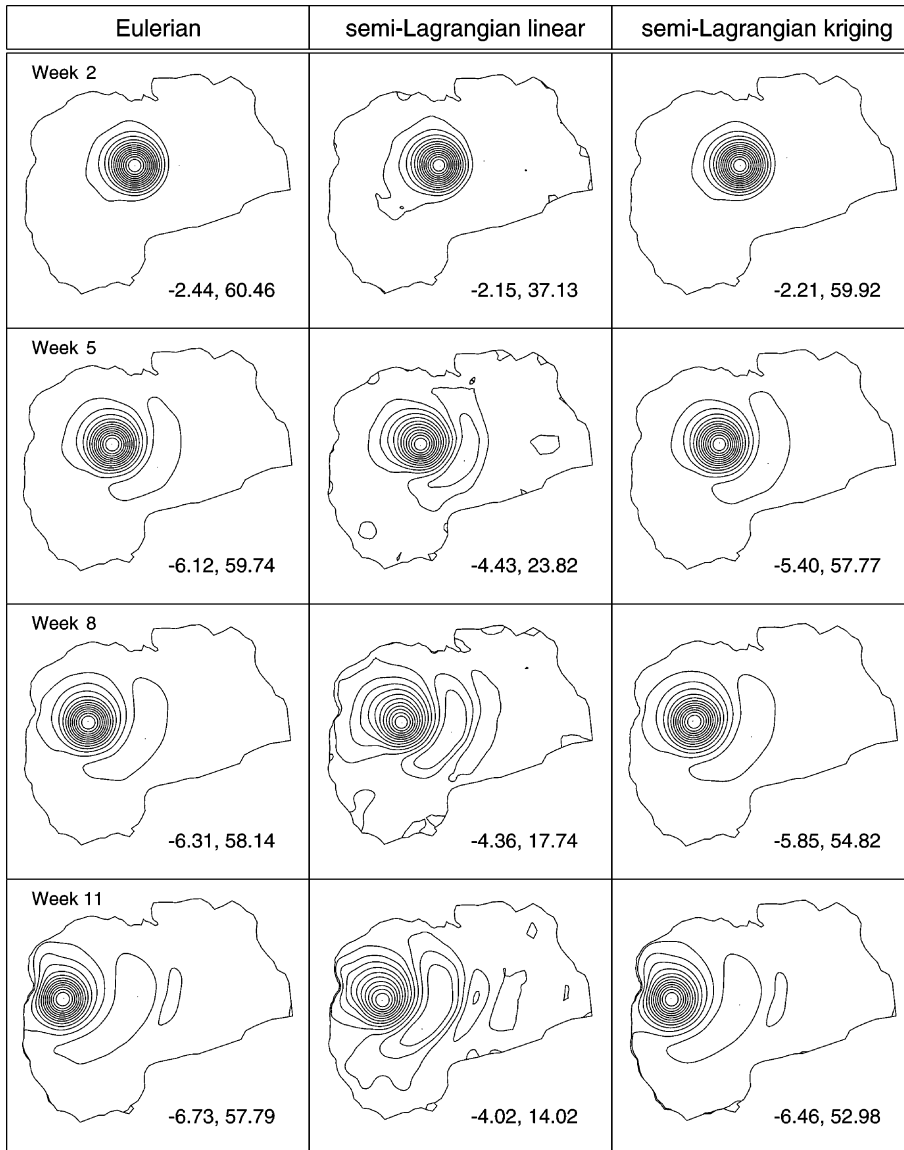 Eulerian
semi-Lagrangian linear
semi-Lagrangian kriging
Week 2
-2.44, 60.46
-2.15, 37.13
-2.21, 59.92
Week 5
-6.12, 59.74
-4.43, 23.82
-5.40, 57.77
Week 8
-6.31, 58.14
-4.36, 17.74
-5.85, 54.82
Week 11
-6.73, 57.79
-4.02, 14.02
-6.46, 52.98